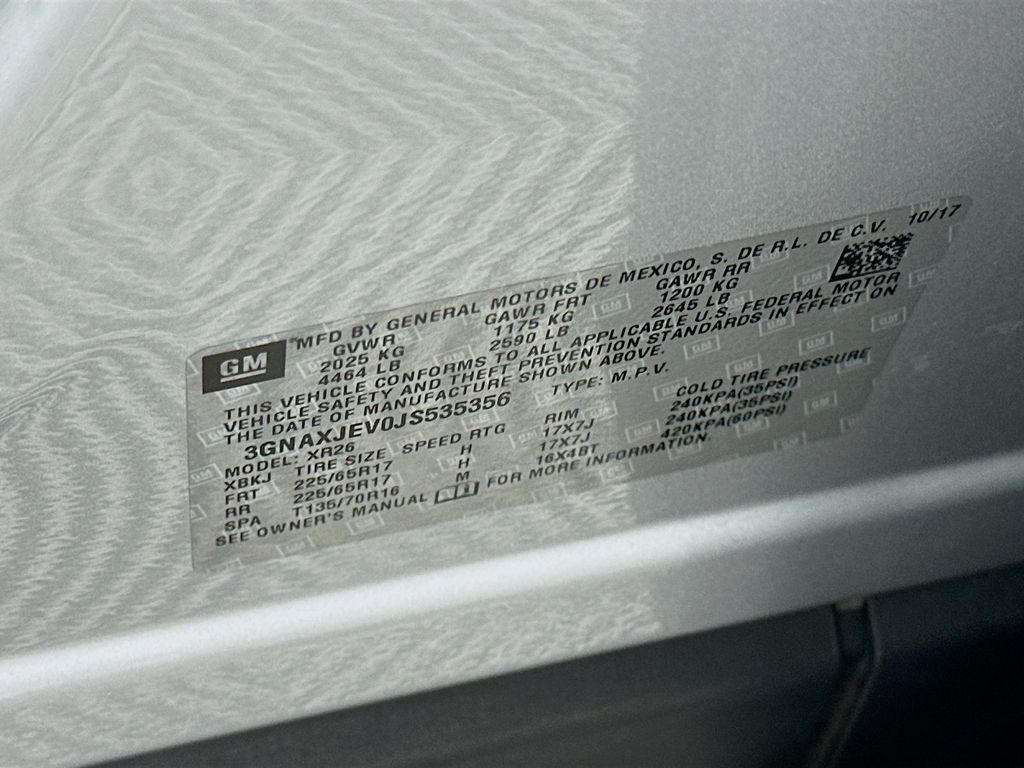 GM
MFD BY GENERAL MOTORS DE MEXICO, S. DE R.L. DE C.V. 10/17
GVWR GAWR FRT GAWR RR
2025 KG 1175 KG 1200 KG
4464 LB 2590 LB 2645 LB
THIS VEHICLE CONFORMS TO ALL APPLICABLE U.S. FEDERAL MOTOR
VEHICLE SAFETY AND THEFT PREVENTION STANDARDS IN EFFECT ON
THE DATE OF MANUFACTURE SHOWN ABOVE.
3GNAXJEV0JS535356 TYPE: M.P.V.
MODEL: XR26
XBKJ TIRE SIZE SPEED RTG RIM COLD TIRE PRESSURE
FRT 225/65R17 H 17X7J 240KPA(35PSI)
RR 225/65R17 H 17X7J 240KPA(35PSI)
SPA T135/70R16 M 16X4BT 420KPA(60PSI)
SEE OWNER'S MANUAL FOR MORE INFORMATION.